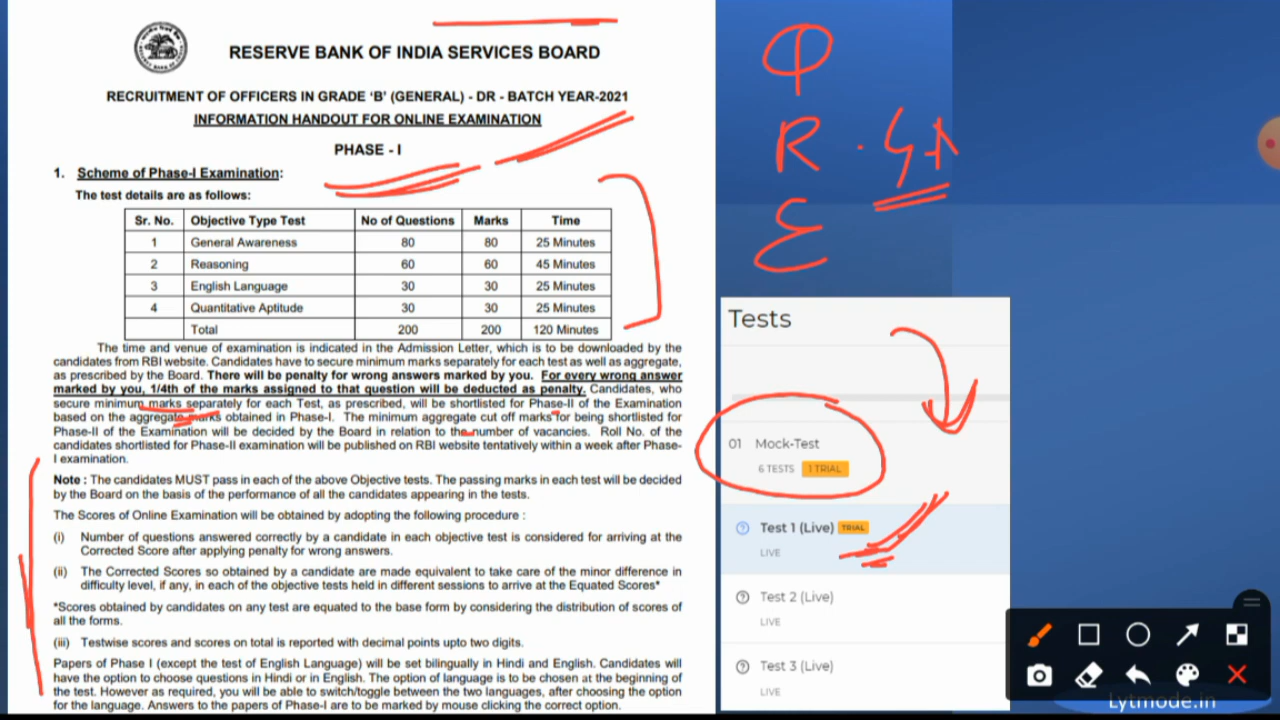 RESERVE BANK OF INDIA SERVICES BOARD
RECRUITMENT OF OFFICERS IN GRADE 'B' (GENERAL) - DR - BATCH YEAR-2021
INFORMATION HANDOUT FOR ONLINE EXAMINATION
PHASE - I
1. Scheme of Phase-I Examination:
The test details are as follows:
Sr. No. Objective Type Test No of Questions Marks Time
1 General Awareness 80 80 25 Minutes
2 Reasoning 60 60 45 Minutes
3 English Language 30 30 25 Minutes
4 Quantitative Aptitude 30 30 25 Minutes
Total 200 200 120 Minutes
The time and venue of examination is indicated in the Admission Letter, which is to be downloaded by the
candidates from RBI website. Candidates have to secure minimum marks separately for each test as well as aggregate,
as prescribed by the Board. There will be penalty for wrong answers marked by you. For every wrong answer
marked by you, 1/4th of the marks assigned to that question will be deducted as penalty. Candidates, who
secure minimum marks separately for each Test, as prescribed, will be shortlisted for Phase-II of the Examination
based on the aggregate marks obtained in Phase-I. The minimum aggregate cut off marks for being shortlisted for
Phase-II of the Examination will be decided by the Board in relation to the number of vacancies. Roll No. of the
candidates shortlisted for Phase-II examination will be published on RBI website tentatively within a week after Phase-
I examination.
Note : The candidates MUST pass in each of the above Objective tests. The passing marks in each test will be decided
by the Board on the basis of the performance of all the candidates appearing in the tests.
The Scores of Online Examination will be obtained by adopting the following procedure :
(i) Number of questions answered correctly by a candidate in each objective test is considered for arriving at the
Corrected Score after applying penalty for wrong answers.
(ii) The Corrected Scores so obtained by a candidate are made equivalent to take care of the minor difference in
difficulty level, if any, in each of the objective tests held in different sessions to arrive at the Equated Scores*
*Scores obtained by candidates on any test are equated to the base form by considering the distribution of scores of
all the forms.
(iii) Testwise scores and scores on total is reported with decimal points upto two digits.
Papers of Phase I (except the test of English Language) will be set bilingually in Hindi and English. Candidates will
have the option to choose questions in Hindi or in English. The option of language is to be chosen at the beginning of
the test. However as required, you will be able to switch/toggle between the two languages, after choosing the option
for the language. Answers to the papers of Phase-I are to be marked by mouse clicking the correct option.
R
E
Tests
01 Mock-Test
6 TESTS 1 TRIAL
Test 1 (Live) TRIAL
LIVE
Test 2 (Live)
LIVE
Test 3 (Live)
LIVE
Lytmode.in